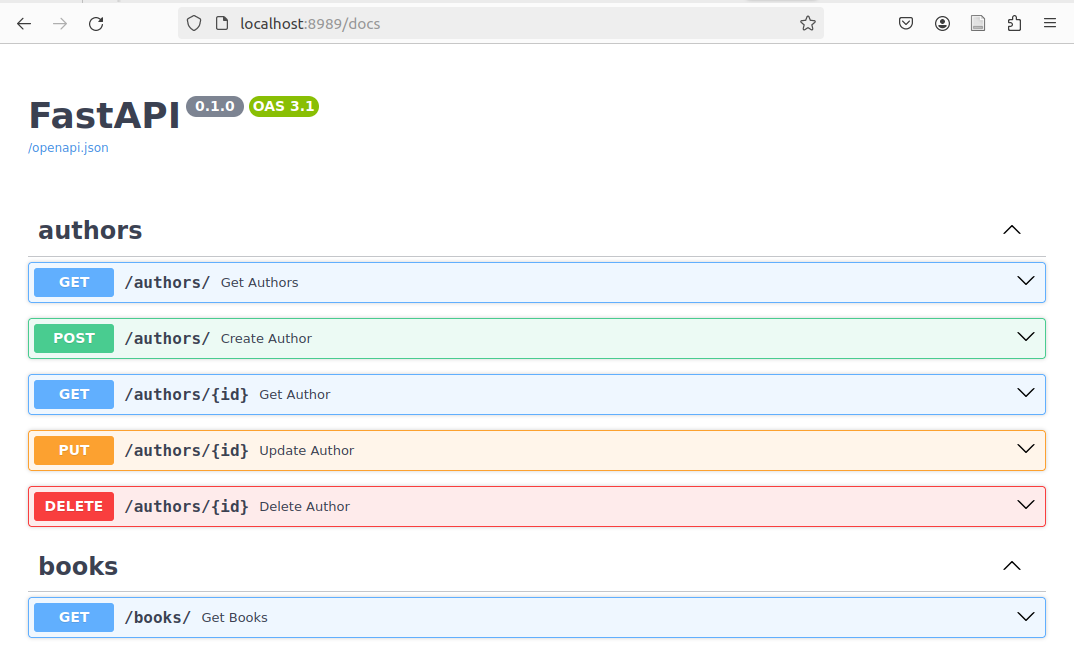 localhost:8989/docs
FastAPI 0.1.0 OAS 3.1
/openapi.json
authors
GET /authors/ Get Authors
POST /authors/ Create Author
GET /authors/{id} Get Author
PUT /authors/{id} Update Author
DELETE /authors/{id} Delete Author
books
GET /books/ Get Books